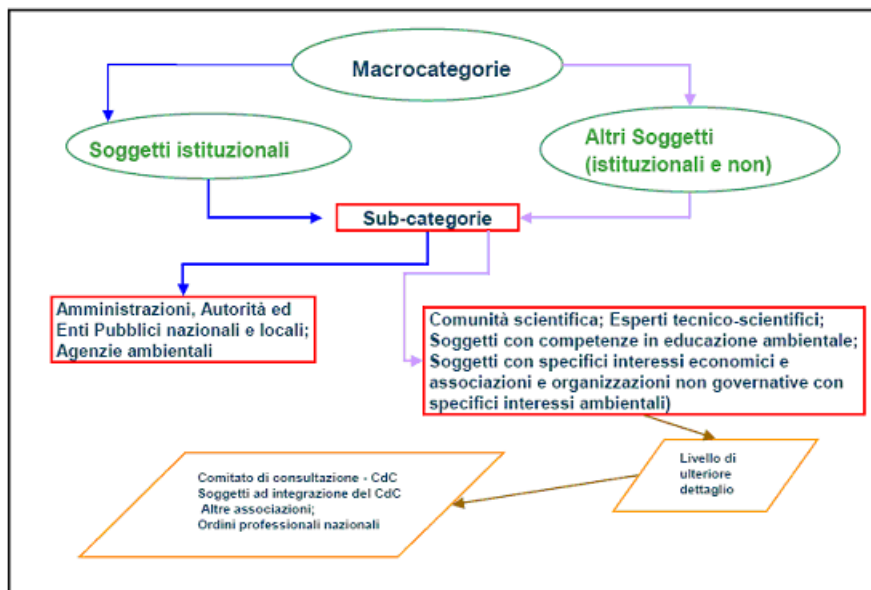 Macrocategorie
Soggetti istituzionali
Altri Soggetti
(istituzionali e non)
Sub-categorie
Amministrazioni, Autorità ed
Enti Pubblici nazionali e locali;
Agenzie ambientali
Comunità scientifica; Esperti tecnico-scientifici;
Soggetti con competenze in educazione ambientale;
Soggetti con specifici interessi economici e
associazioni e organizzazioni non governative con
specifici interessi ambientali)
Livello di
ulteriore
dettaglio
Comitato di consultazione - CdC
Soggetti ad integrazione del CdC
Altre associazioni;
Ordini professionali nazionali